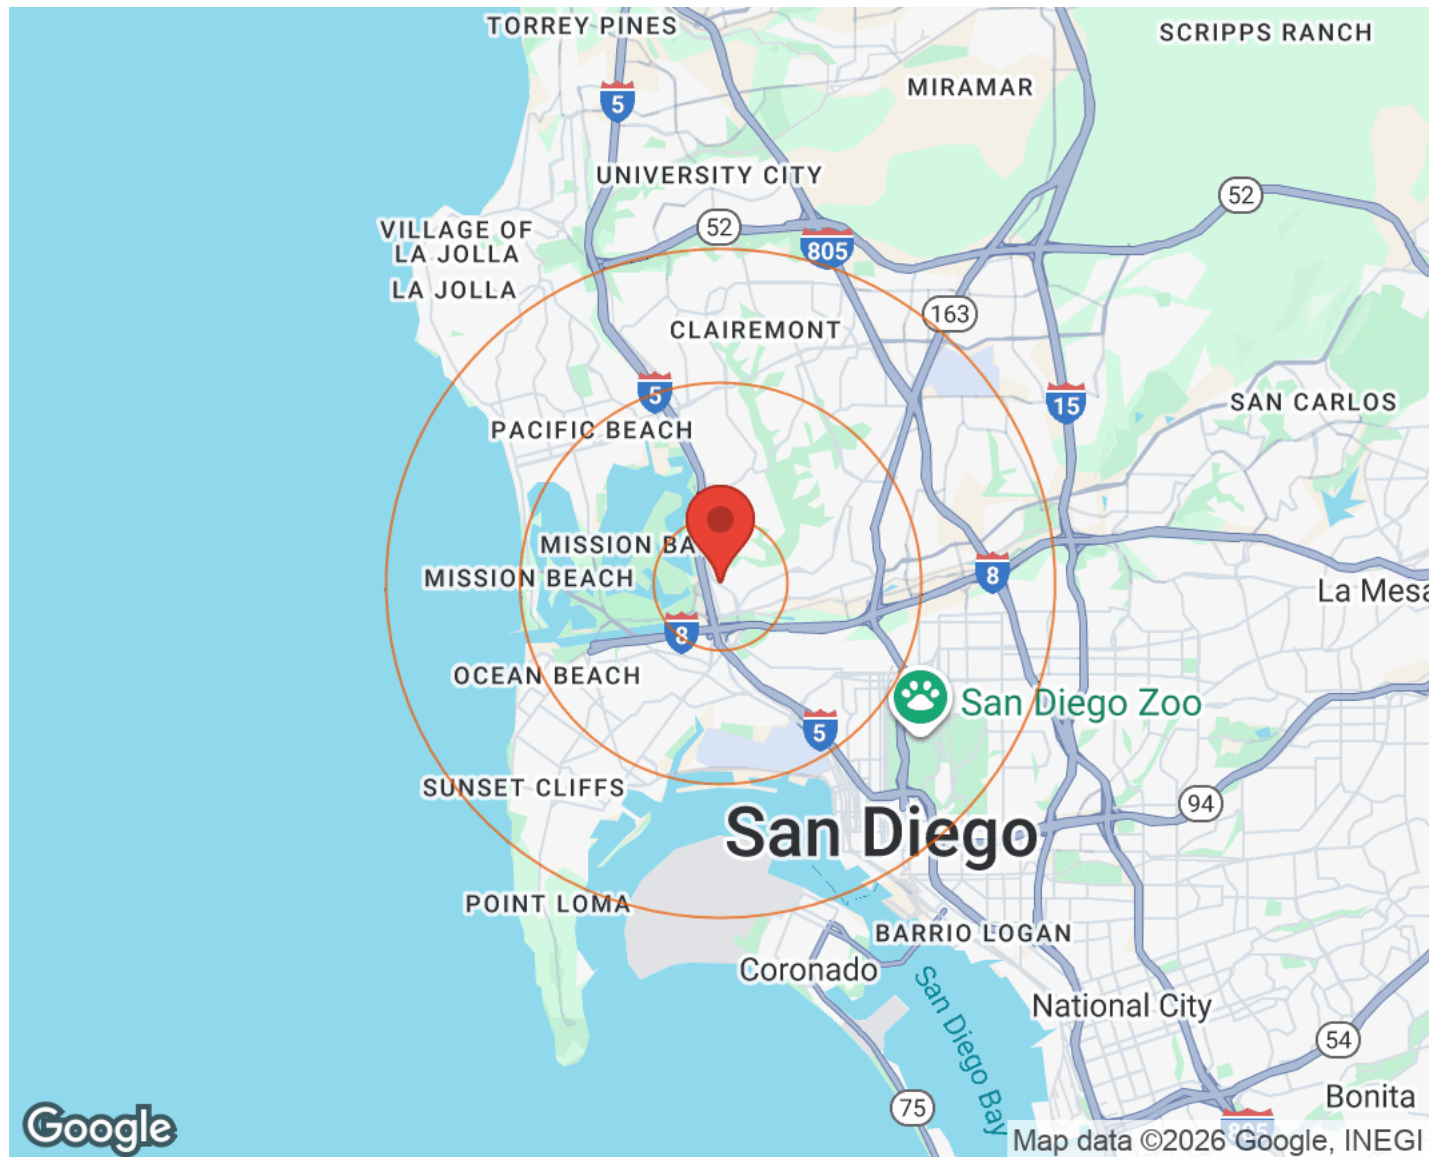 TORREY PINES
SCRIPPS RANCH
MIRAMAR
5
UNIVERSITY CITY
52
52
VILLAGE OF
LA JOLLA
805
LA JOLLA
163
CLAIREMONT
5
15
SAN CARLOS
PACIFIC BEACH
MISSION BA
MISSION BEACH
8
La Mesa
8
OCEAN BEACH
San Diego Zoo
5
SUNSET CLIFFS
94
San Diego
POINT LOMA
BARRIO LOGAN
Coronado
San Diego Bay
National City
54
75
Bonita
805
Google
Map data ©2026 Google, INEGI